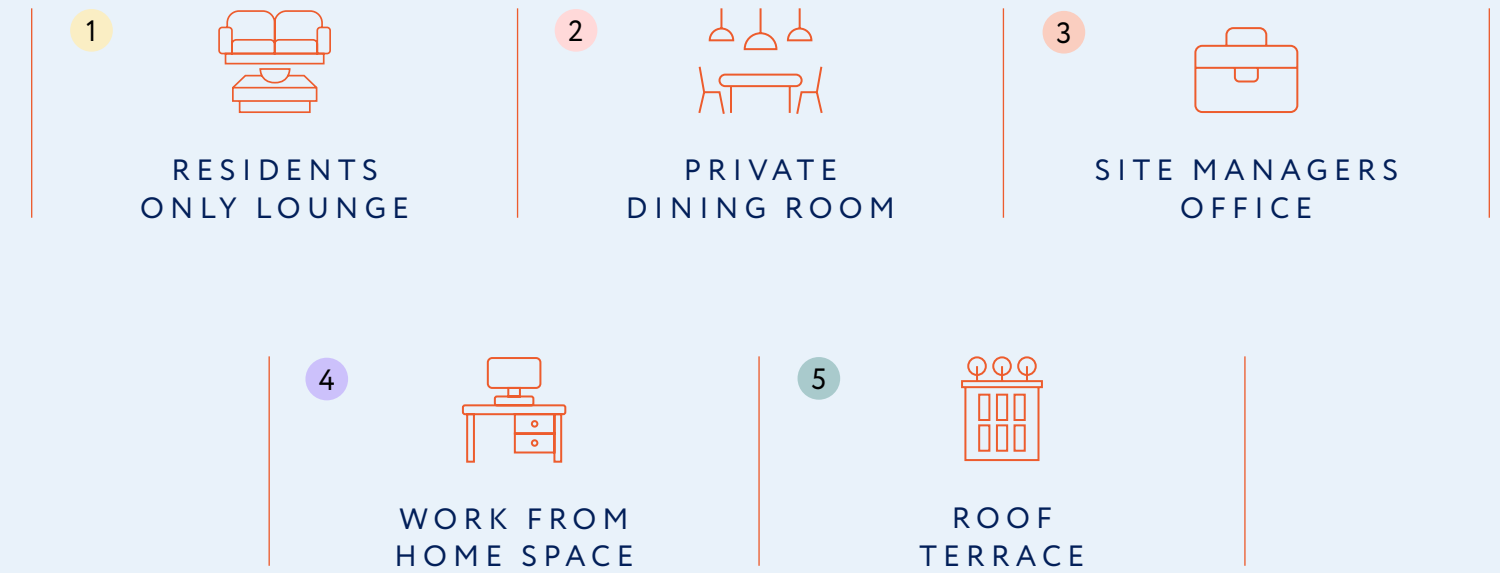 1
RESIDENTS
ONLY LOUNGE
2
PRIVATE
DINING ROOM
3
SITE MANAGERS
OFFICE
4
WORK FROM
HOME SPACE
5
ROOF
TERRACE